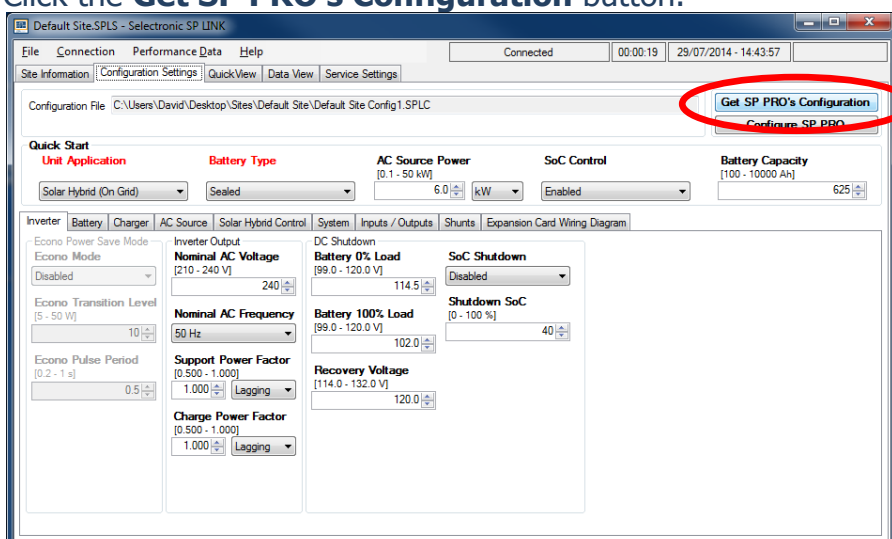 Click the Get SP PRO's Configuration button.
Default Site.SPLS - Selectronic SP LINK
File Connection Performance Data Help Connected 00:00:19 29/07/2014 - 14:43:57
Site Information Configuration Settings QuickView Data View Service Settings
Configuration File C:\Users\David\Desktop\Sites\Default Site\Default Site Config1.SPLC Get SP PRO's Configuration
Configure SP PRO
Quick Start
Unit Application Battery Type AC Source Power SoC Control Battery Capacity
[0.1 - 50 kW] [100 - 10000 Ah]
Solar Hybrid (On Grid) Sealed 6.0 kW Enabled 625
Inverter Battery Charger AC Source Solar Hybrid Control System Inputs / Outputs Shunts Expansion Card Wiring Diagram
Econo Power Save Mode
Econo Mode
Disabled
Econo Transition Level
[5 - 50 W]
10
Econo Pulse Period
[0.2 - 1 s]
0.5
Inverter Output
Nominal AC Voltage
[210 - 240 V]
240
Nominal AC Frequency
50 Hz
Support Power Factor
[0.500 - 1.000]
1.000 Lagging
Charge Power Factor
[0.500 - 1.000]
1.000 Lagging
DC Shutdown
Battery 0% Load
[99.0 - 120.0 V]
114.5
Battery 100% Load
[99.0 - 120.0 V]
102.0
Recovery Voltage
[114.0 - 132.0 V]
120.0
SoC Shutdown
Disabled
Shutdown SoC
[0 - 100 %]
40